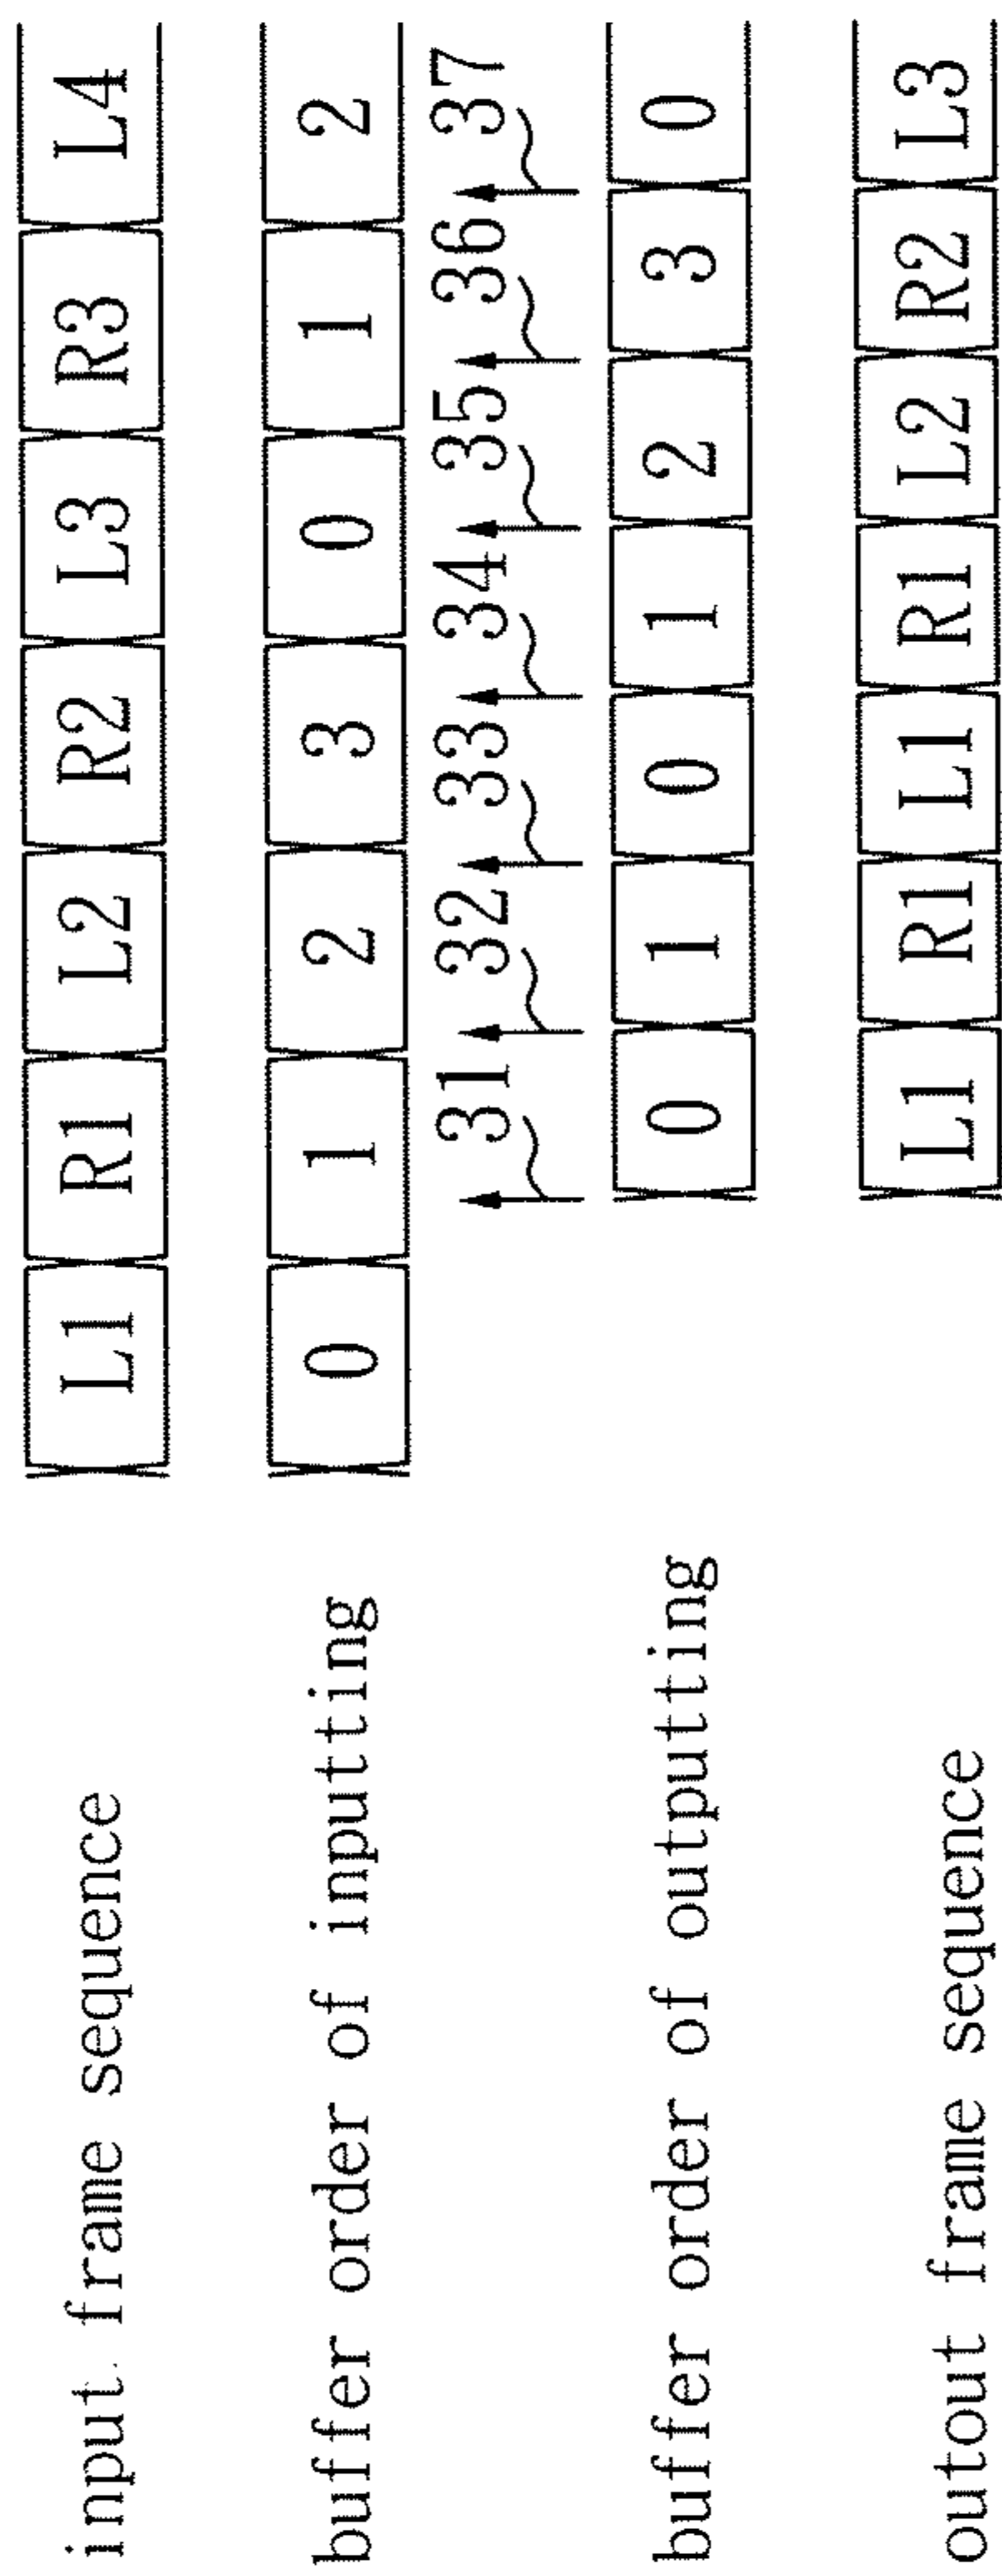 input frame sequence L1 R1 L2 R2 L3 R3 L4
buffer order of inputting 0 1 2 3 0 1 2
31 32 33 34 35 36 37
buffer order of outputting 0 1 0 1 2 3 0
outout frame sequence L1 R1 L1 R1 L2 R2 L3